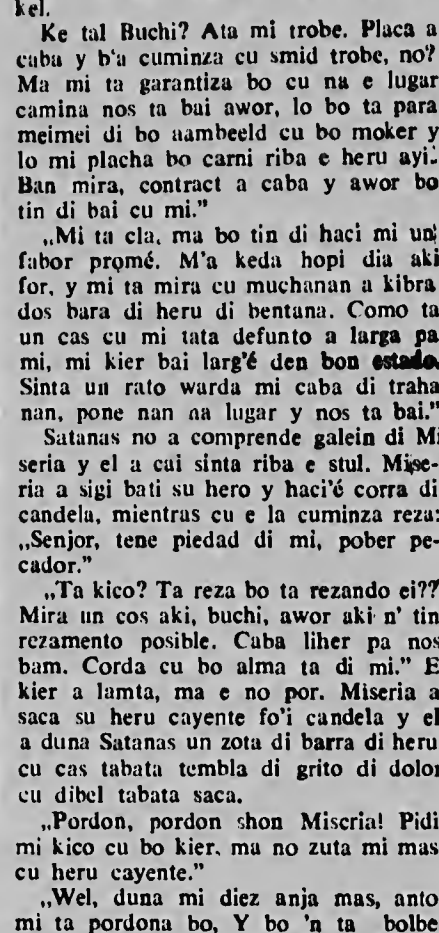 kel.
Ke tal Buchi? Ata mi trobe. Placa a
caba y b'a cuminza cu smid trobe, no?
Ma mi ta garantiza bo cu na e lugar
camina nos ta bai awor, lo bo ta para
meimei di bo aambeeld cu bo moker y
lo mi placha bo carni riba e heru ayi.
Ban mira, contract a caba y awor bo
tin di bai cu mi."
„Mi ta cla, ma bo tin di haci mi un
fabor promé. M'a keda hopi dia aki
for, y mi ta mira cu muchanan a kibra
dos bara di heru di bentana. Como ta
un cas cu mi tata defunto a larga pa
mi, mi kier bai larg'é den bon estado.
Sinta un rato warda mi caba di traha
nan, pone nan na lugar y nos ta bai."
Satanas no a comprende galein di Mi
seria y el a cai sinta riba e stul. Mise-
ria a sigi bati su hero y haci'é corra di
candela, mientras cu e la cuminza reza:
„Senjor, tene piedad di mi, pober pe-
cador."
„Ta kico? Ta reza bo ta rezando ei??
Mira un cos aki, buchi, awor aki n' tin
rezamento posible. Caba liher pa nos
bam. Corda cu bo alma ta di mi." E
kier a lamta, ma e no por. Miseria a
saca su heru cayente fo'i candela y el
a duna Satanas un zota di barra di heru
cu cas tabata tembla di grito di dolor
cu dibel tabata saca.
„Pordon, pordon shon Miseria! Pidi
mi kico cu bo kier, ma no zuta mi mas
cu heru cayente."
„Wel, duna mi diez anja mas, anto
mi ta pordona bo, Y bo 'n ta bolbe